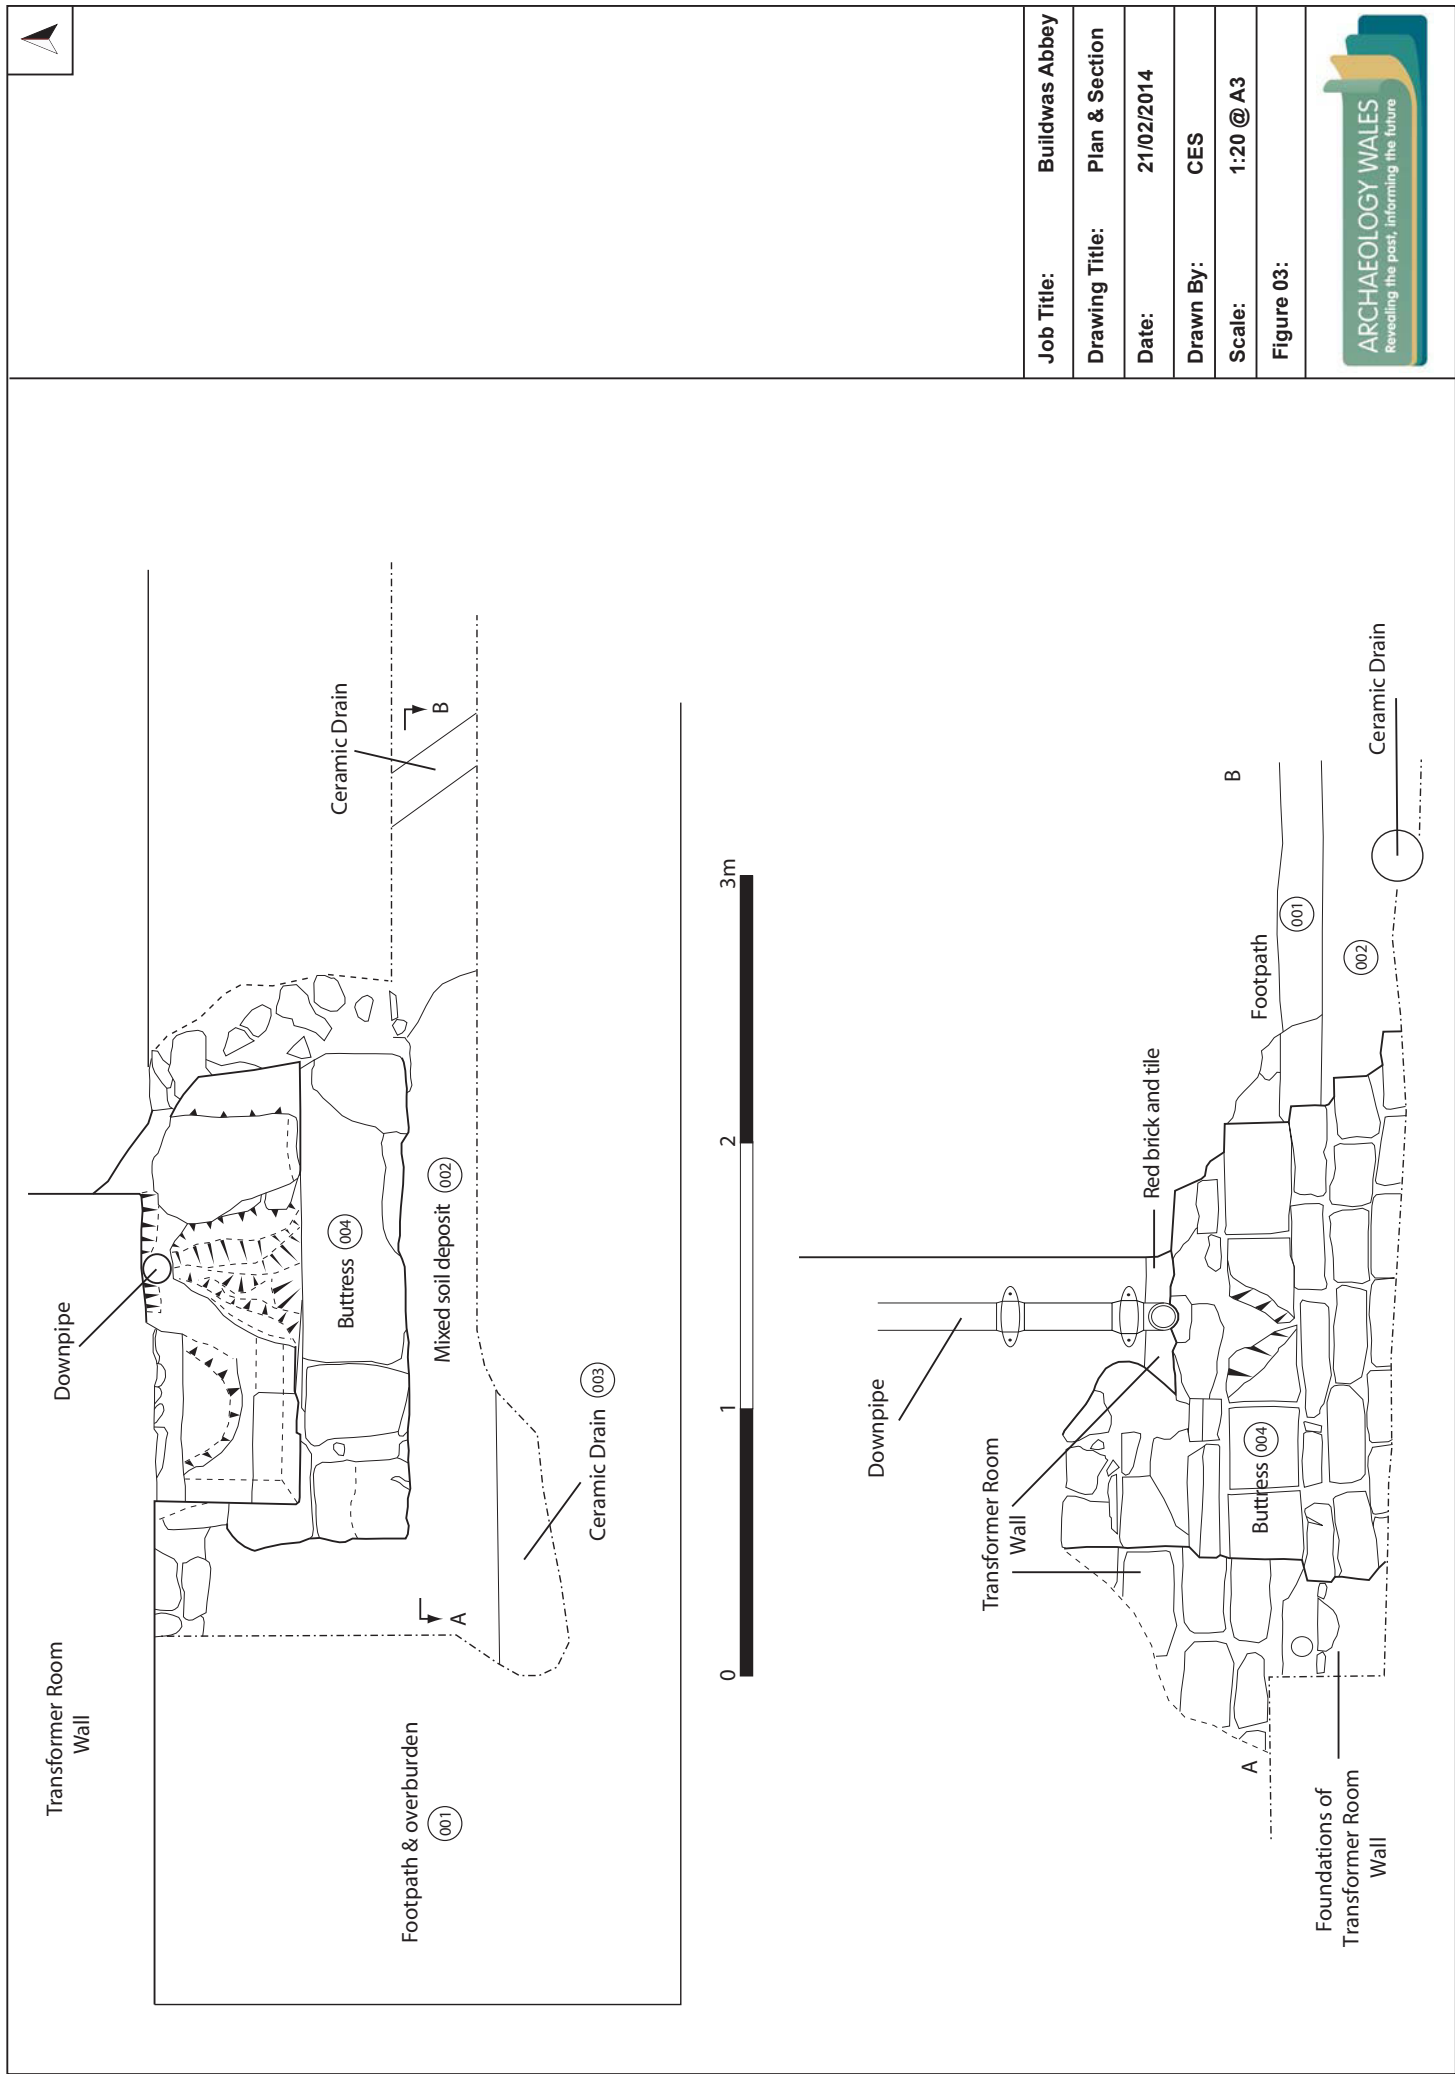 Transformer Room
Wall
Downpipe
Ceramic Drain
B
Buttress 004
Mixed soil deposit 002
A
Footpath & overburden
001
Ceramic Drain 003
0
1
2
3m
Downpipe
Transformer Room
Wall
Red brick and tile
Footpath
B
001
002
Ceramic Drain
Buttress 004
A
Foundations of
Transformer Room
Wall
Job Title: Buildwas Abbey
Drawing Title: Plan & Section
Date: 21/02/2014
Drawn By: CES
Scale: 1:20 @ A3
Figure 03:
ARCHAEOLOGY WALES
Revealing the past, informing the future